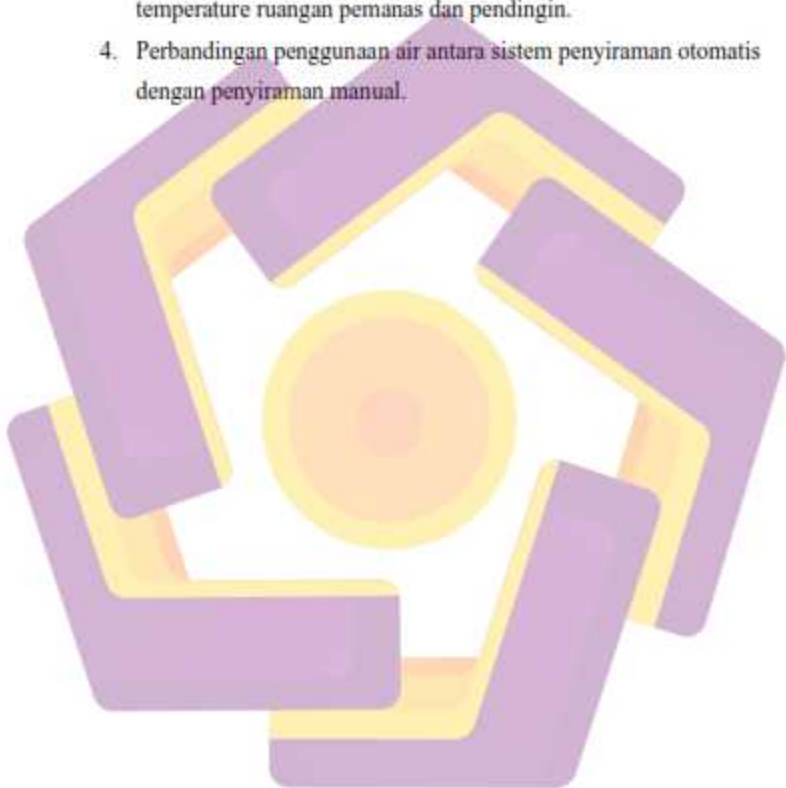 temperature ruangan pemanas dan pendingin.
4. Perbandingan penggunaan air antara sistem penyiraman otomatis
dengan penyiraman manual.